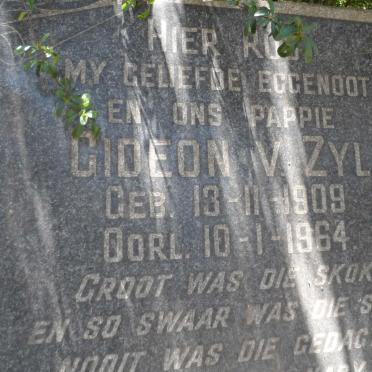 HIER RUS
MY GELIEFDE EGGENOOT
EN ONS PAPPIE
GIDEON V. ZYL
GEB. 13-11-1909
OORL. 10-1-1964.
GROOT WAS DIE SKOK
EN SO SWAAR WAS DIE
NOOIT WAS DIE